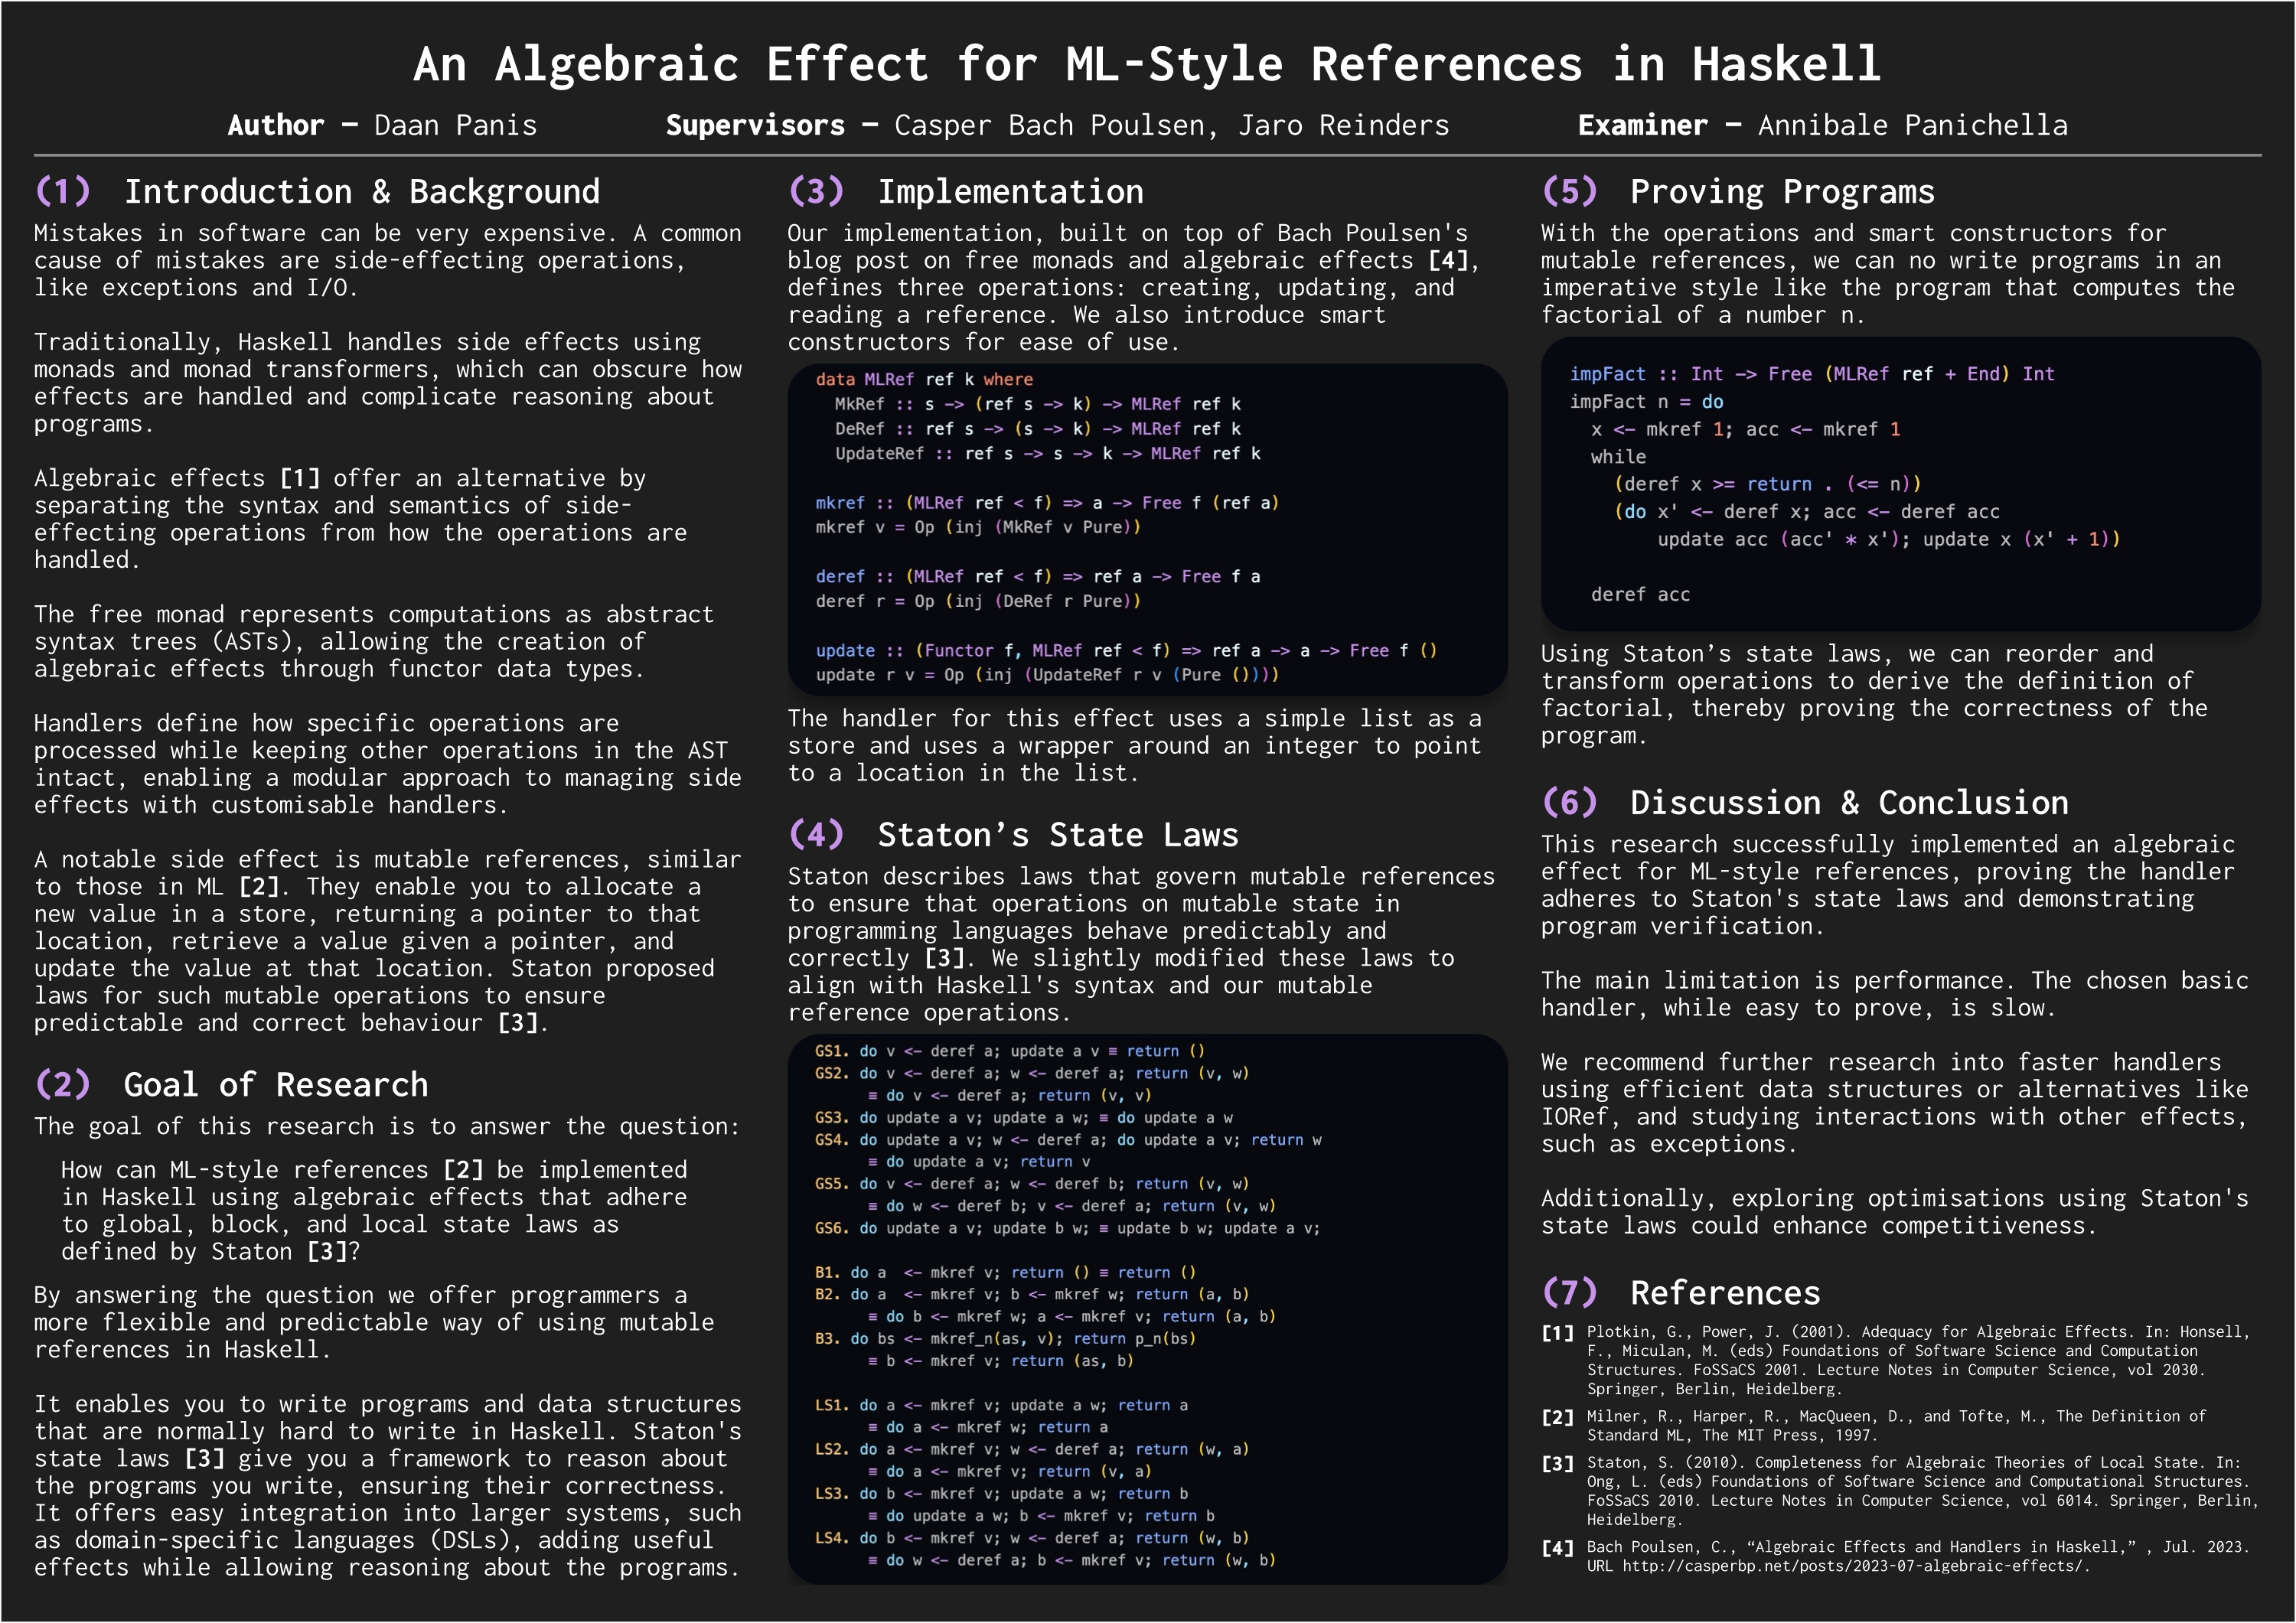 An Algebraic Effect for ML-Style References in Haskell
Author — Daan Panis
Supervisors — Casper Bach Poulsen, Jaro Reinders
Examiner — Annibale Panichella
(1) Introduction & Background
Mistakes in software can be very expensive. A common
cause of mistakes are side-effecting operations,
like exceptions and I/O.
Traditionally, Haskell handles side effects using
monads and monad transformers, which can obscure how
effects are handled and complicate reasoning about
programs.
Algebraic effects [1] offer an alternative by
separating the syntax and semantics of side-
effecting operations from how the operations are
handled.
The free monad represents computations as abstract
syntax trees (ASTs), allowing the creation of
algebraic effects through functor data types.
Handlers define how specific operations are
processed while keeping other operations in the AST
intact, enabling a modular approach to managing side
effects with customisable handlers.
A notable side effect is mutable references, similar
to those in ML [2]. They enable you to allocate a
new value in a store, returning a pointer to that
location, retrieve a value given a pointer, and
update the value at that location. Staton proposed
laws for such mutable operations to ensure
predictable and correct behaviour [3].
(2) Goal of Research
The goal of this research is to answer the question:
How can ML-style references [2] be implemented
in Haskell using algebraic effects that adhere
to global, block, and local state laws as
defined by Staton [3]?
By answering the question we offer programmers a
more flexible and predictable way of using mutable
references in Haskell.
It enables you to write programs and data structures
that are normally hard to write in Haskell. Staton's
state laws [3] give you a framework to reason about
the programs you write, ensuring their correctness.
It offers easy integration into larger systems, such
as domain-specific languages (DSLs), adding useful
effects while allowing reasoning about the programs.
(3) Implementation
Our implementation, built on top of Bach Poulsen's
blog post on free monads and algebraic effects [4],
defines three operations: creating, updating, and
reading a reference. We also introduce smart
constructors for ease of use.
data MLRef ref k where
MkRef :: s -> (ref s -> k) -> MLRef ref k
DeRef :: ref s -> (s -> k) -> MLRef ref k
UpdateRef :: ref s -> s -> k -> MLRef ref k
mkref :: (MLRef ref < f) => a -> Free f (ref a)
mkref v = Op (inj (MkRef v Pure))
deref :: (MLRef ref < f) => ref a -> Free f a
deref r = Op (inj (DeRef r Pure))
update :: (Functor f, MLRef ref < f) => ref a -> a -> Free f ()
update r v = Op (inj (UpdateRef r v (Pure ())))
The handler for this effect uses a simple list as a
store and uses a wrapper around an integer to point
to a location in the list.
(4) Staton’s State Laws
Staton describes laws that govern mutable references
to ensure that operations on mutable state in
programming languages behave predictably and
correctly [3]. We slightly modified these laws to
align with Haskell's syntax and our mutable
reference operations.
GS1. do v <- deref a; update a v ≡ return ()
GS2. do v <- deref a; w <- deref a; return (v, w)
≡ do v <- deref a; return (v, v)
GS3. do update a v; update a w; ≡ do update a w
GS4. do update a v; w <- deref a; do update a v; return w
≡ do update a v; return v
GS5. do v <- deref a; w <- deref b; return (v, w)
≡ do w <- deref b; v <- deref a; return (v, w)
GS6. do update a v; update b w; ≡ update b w; update a v;
B1. do a <- mkref v; return () ≡ return ()
B2. do a <- mkref v; b <- mkref w; return (a, b)
≡ do b <- mkref w; a <- mkref v; return (a, b)
B3. do bs <- mkref_n(as, v); return p_n(bs)
≡ b <- mkref v; return (as, b)
LS1. do a <- mkref v; update a w; return a
≡ do a <- mkref w; return a
LS2. do a <- mkref v; w <- deref a; return (w, a)
≡ do a <- mkref v; return (v, a)
LS3. do b <- mkref v; update a w; return b
≡ do update a w; b <- mkref v; return b
LS4. do b <- mkref v; w <- deref a; return (w, b)
≡ do w <- deref a; b <- mkref v; return (w, b)
(5) Proving Programs
With the operations and smart constructors for
mutable references, we can no write programs in an
imperative style like the program that computes the
factorial of a number n.
impFact :: Int -> Free (MLRef ref + End) Int
impFact n = do
x <- mkref 1; acc <- mkref 1
while
(deref x >= return . (<= n))
(do x' <- deref x; acc <- deref acc
update acc (acc' * x'); update x (x' + 1))
deref acc
Using Staton’s state laws, we can reorder and
transform operations to derive the definition of
factorial, thereby proving the correctness of the
program.
(6) Discussion & Conclusion
This research successfully implemented an algebraic
effect for ML-style references, proving the handler
adheres to Staton's state laws and demonstrating
program verification.
The main limitation is performance. The chosen basic
handler, while easy to prove, is slow.
We recommend further research into faster handlers
using efficient data structures or alternatives like
IORef, and studying interactions with other effects,
such as exceptions.
Additionally, exploring optimisations using Staton's
state laws could enhance competitiveness.
(7) References
[1] Plotkin, G., Power, J. (2001). Adequacy for Algebraic Effects. In: Honsell,
F., Miculan, M. (eds) Foundations of Software Science and Computation
Structures. FoSSaCS 2001. Lecture Notes in Computer Science, vol 2030.
Springer, Berlin, Heidelberg.
[2] Milner, R., Harper, R., MacQueen, D., and Tofte, M., The Definition of
Standard ML, The MIT Press, 1997.
[3] Staton, S. (2010). Completeness for Algebraic Theories of Local State. In:
Ong, L. (eds) Foundations of Software Science and Computational Structures.
FoSSaCS 2010. Lecture Notes in Computer Science, vol 6014. Springer, Berlin,
Heidelberg.
[4] Bach Poulsen, C., “Algebraic Effects and Handlers in Haskell,” , Jul. 2023.
URL http://casperbp.net/posts/2023-07-algebraic-effects/.